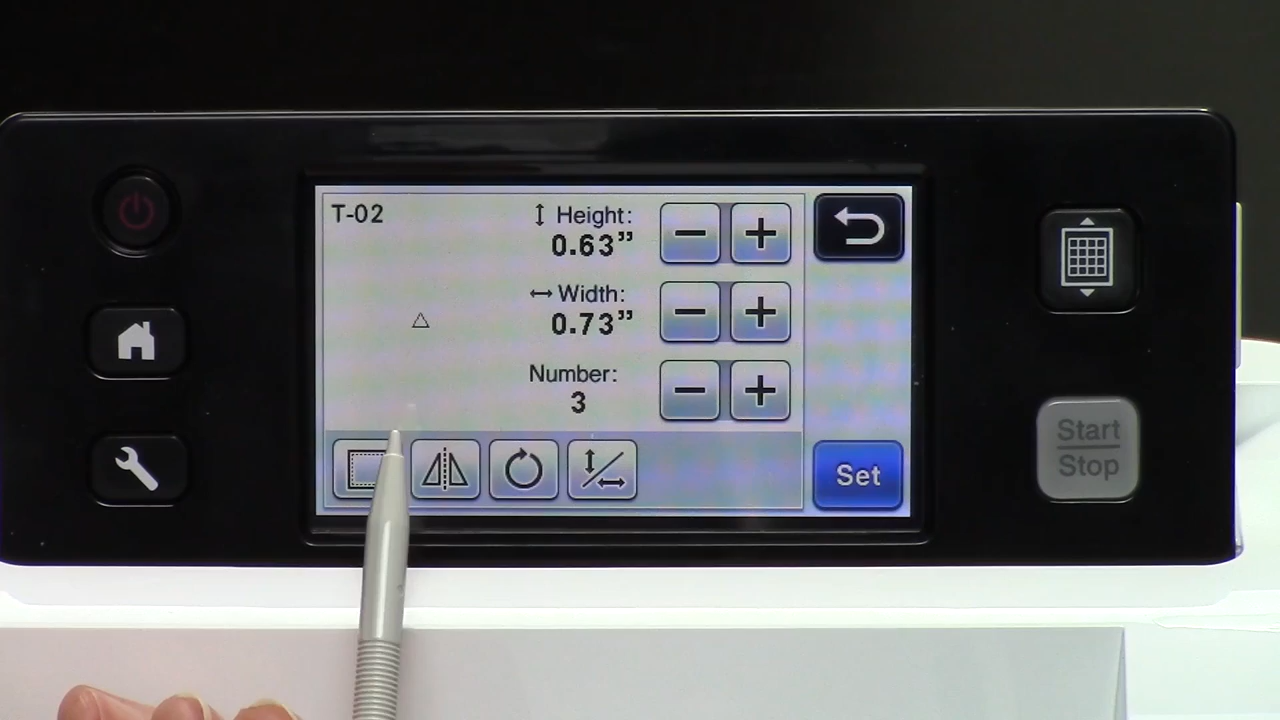 T-02
Height:
0.63”
Width:
0.73”
Number:
3
Set
Start
Stop